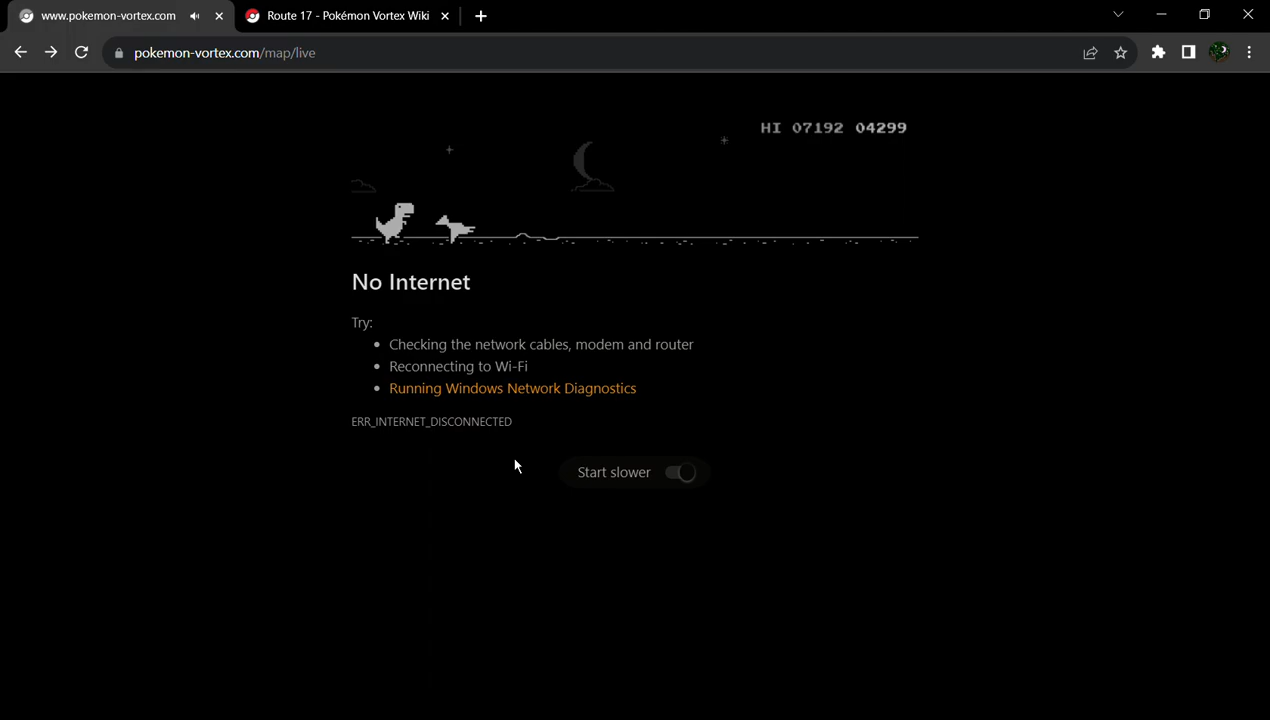 www.pokemon-vortex.com
Route 17 - Pokémon Vortex Wiki
pokemon-vortex.com/map/live
HI 07192 04299
No Internet
Try:
Checking the network cables, modem and router
Reconnecting to Wi-Fi
Running Windows Network Diagnostics
ERR_INTERNET_DISCONNECTED
Start slower